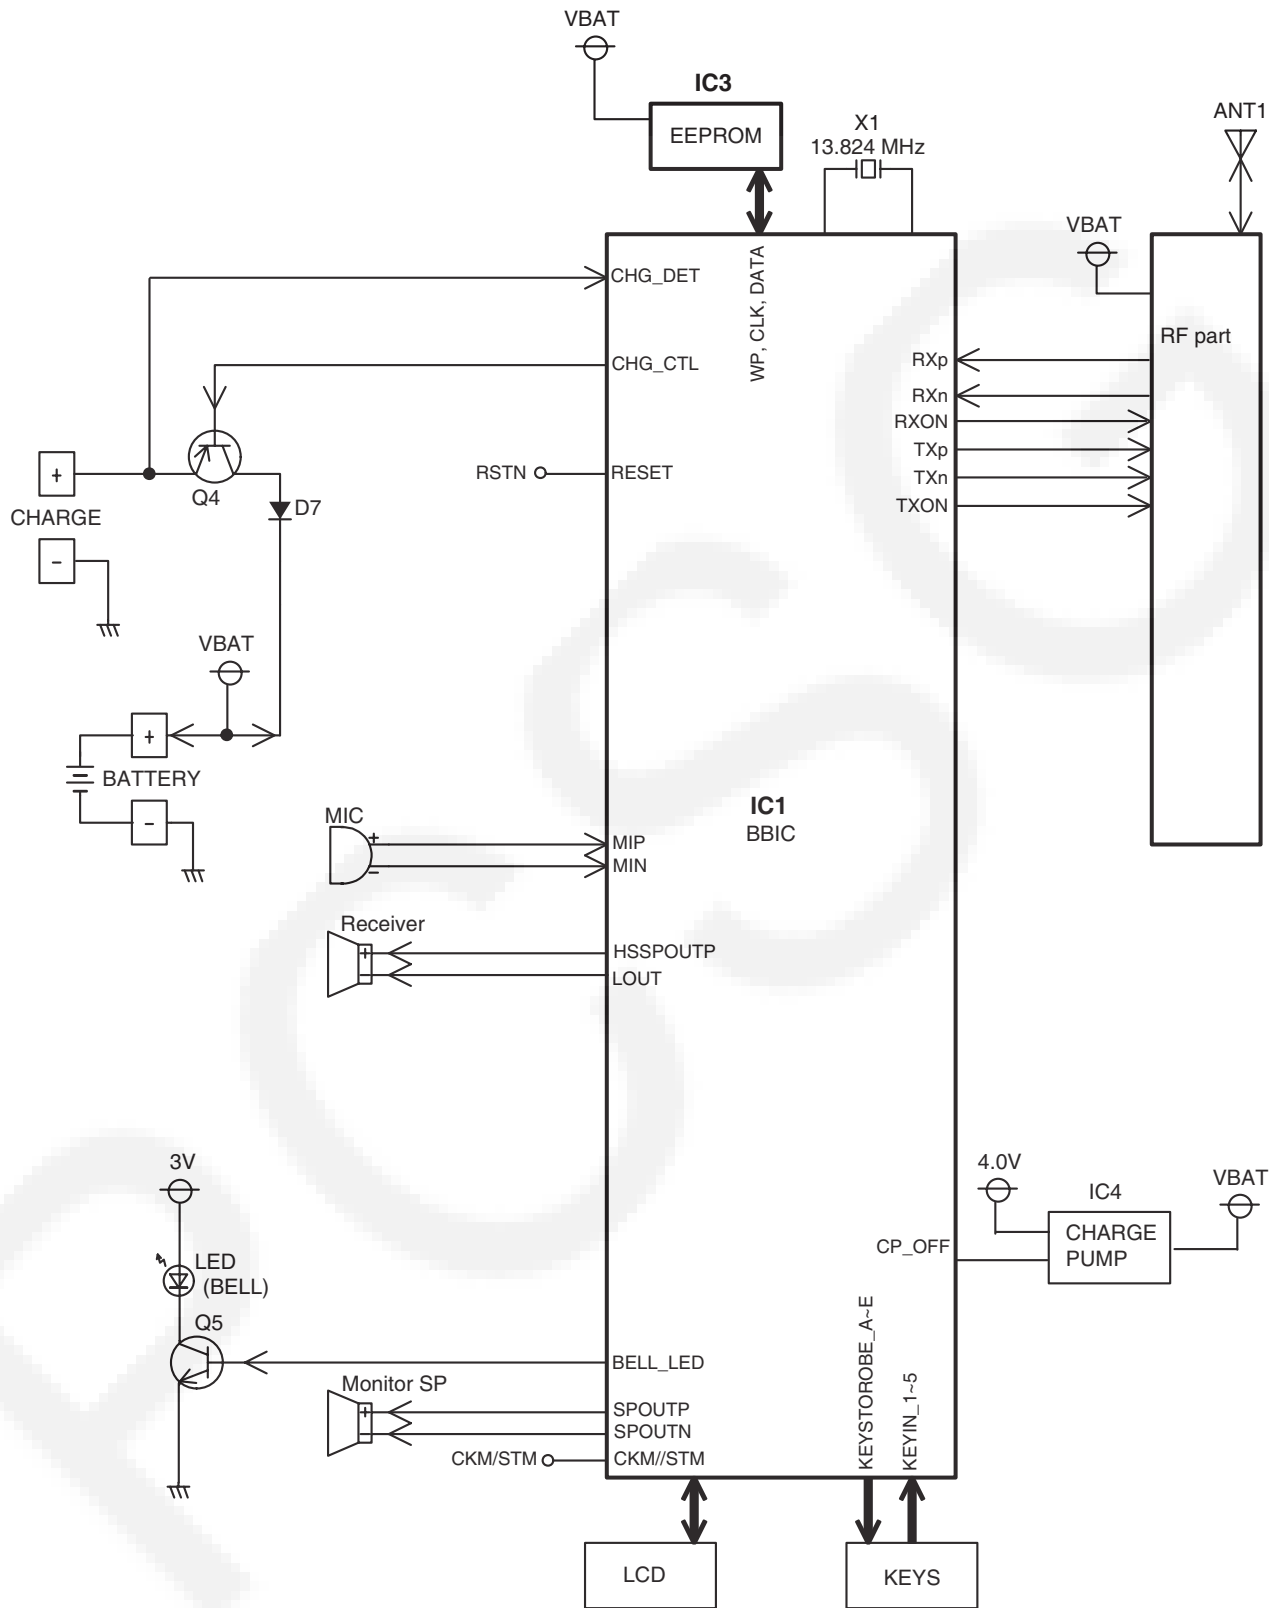 VBAT
IC3
EEPROM
X1
13.824 MHz
ANT1
VBAT
CHG_DET
WP, CLK, DATA
RF part
CHG_CTL
RXp
RXn
RXON
TXp
TXn
TXON
RSTN
RESET
+
Q4
D7
CHARGE
-
VBAT
+
BATTERY
-
IC1
BBIC
MIC
+
-
MIP
MIN
Receiver
+
-
HSSPOUTP
LOUT
3V
4.0V
IC4
VBAT
LED
(BELL)
CP_OFF
CHARGE
PUMP
Q5
BELL_LED
KEYSTOROBE_A~E
KEYIN_1~5
Monitor SP
+
-
SPOUTP
SPOUTN
CKM/STM
CKM//STM
LCD
KEYS